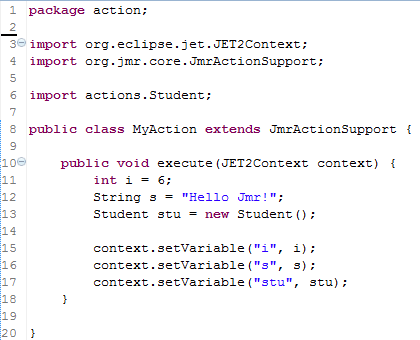 1 package action;
2
3 import org.eclipse.jet.JET2Context;
4 import org.jmr.core.JmrActionSupport;
5
6 import actions.Student;
7
8 public class MyAction extends JmrActionSupport {
9
10     public void execute(JET2Context context) {
11         int i = 6;
12         String s = "Hello Jmr!";
13         Student stu = new Student();
14
15         context.setVariable("i", i);
16         context.setVariable("s", s);
17         context.setVariable("stu", stu);
18     }
19
20 }